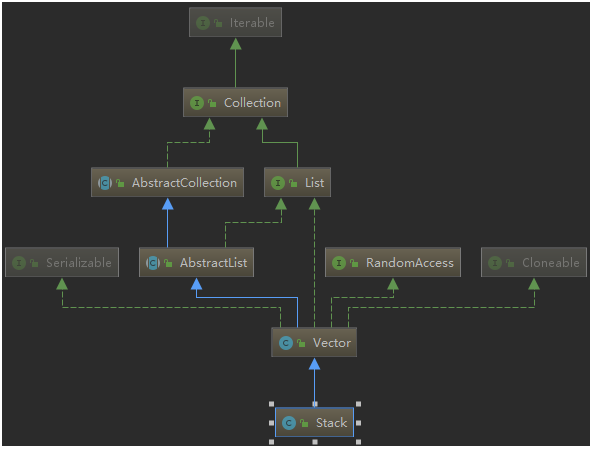 Iterable
Collection
AbstractCollection
List
Serializable
AbstractList
RandomAccess
Cloneable
Vector
Stack